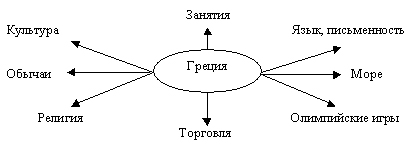 Занятия
Культура
Язык, письменность
Обычаи
Греция
Море
Религия
Олимпийские игры
Торговля